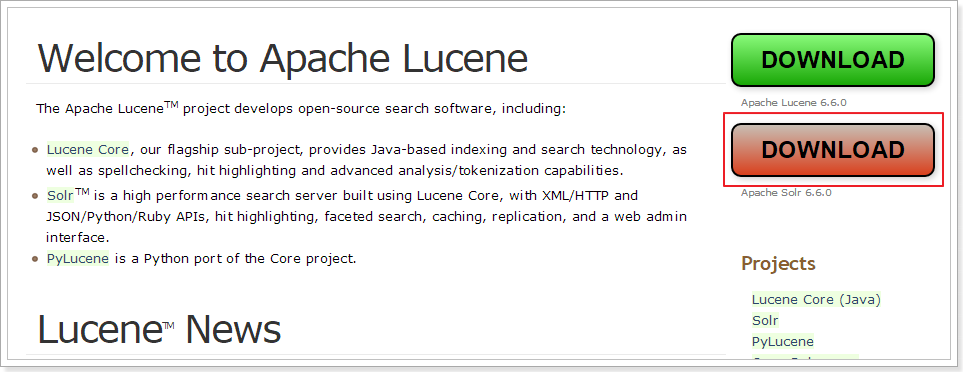 Welcome to Apache Lucene
The Apache Lucene™ project develops open-source search software, including:
Lucene Core, our flagship sub-project, provides Java-based indexing and search technology, as
well as spellchecking, hit highlighting and advanced analysis/tokenization capabilities.
Solr™ is a high performance search server built using Lucene Core, with XML/HTTP and
JSON/Python/Ruby APIs, hit highlighting, faceted search, caching, replication, and a web admin
interface.
PyLucene is a Python port of the Core project.
Lucene™ News
DOWNLOAD
Apache Lucene 6.6.0
DOWNLOAD
Apache Solr 6.6.0
Projects
Lucene Core (Java)
Solr
PyLucene